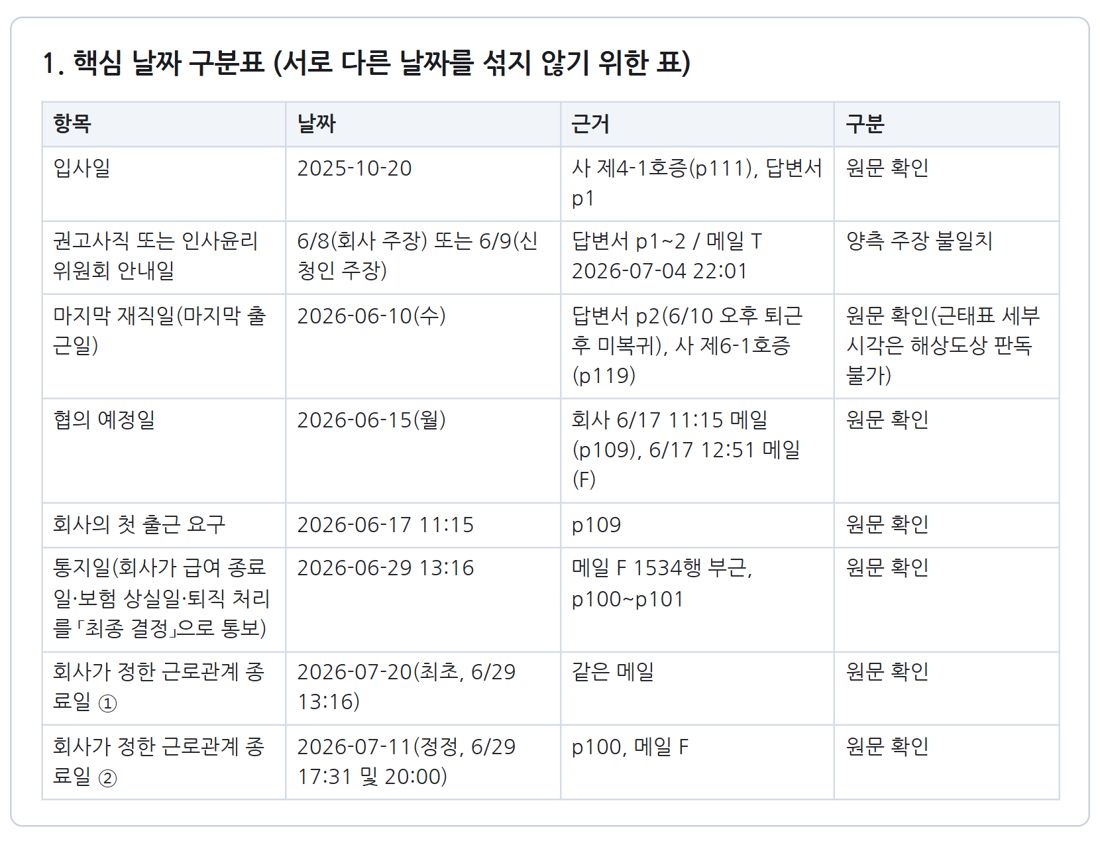 1. 핵심 날짜 구분표 (서로 다른 날짜를 섞지 않기 위한 표)
항목
날짜
근거
구분
입사일
2025-10-20
사 제4-1호증(p111), 답변서
p1
원문 확인
권고사직 또는 인사윤리
위원회 안내일
6/8(회사 주장) 또는 6/9(신
청인 주장)
답변서 p1~2 / 메일 T
2026-07-04 22:01
양측 주장 불일치
마지막 재직일(마지막 출
근일)
2026-06-10(수)
답변서 p2(6/10 오후 퇴근
후 미복귀), 사 제6-1호증
(p119)
원문 확인(근태표 세부
시각은 해상도상 판독
불가)
협의 예정일
2026-06-15(월)
회사 6/17 11:15 메일
(p109), 6/17 12:51 메일
(F)
원문 확인
회사의 첫 출근 요구
2026-06-17 11:15
p109
원문 확인
통지일(회사가 급여 종료
일·보험 상실일·퇴직 처리
를 「최종 결정」으로 통보)
2026-06-29 13:16
메일 F 1534행 부근,
p100~p101
원문 확인
회사가 정한 근로관계 종
료일 ①
2026-07-20(최초, 6/29
13:16)
같은 메일
원문 확인
회사가 정한 근로관계 종
료일 ②
2026-07-11(정정, 6/29
17:31 및 20:00)
p100, 메일 F
원문 확인